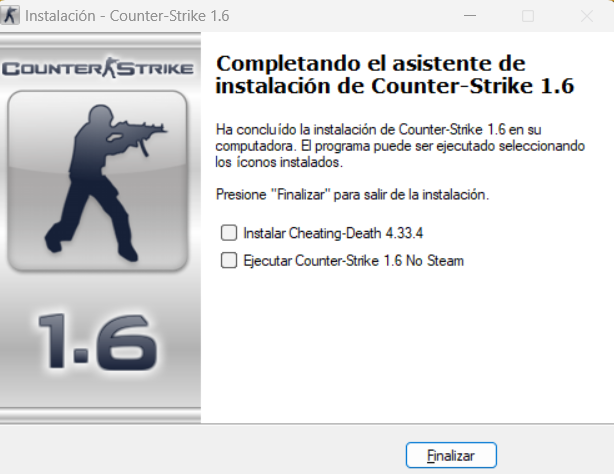 Instalación - Counter-Strike 1.6
COUNTER STRIKE
Completando el asistente de
instalación de Counter-Strike 1.6
Ha concluído la instalación de Counter-Strike 1.6 en su
computadora. El programa puede ser ejecutado seleccionando
los íconos instalados.
Presione "Finalizar" para salir de la instalación.
Instalar Cheating-Death 4.33.4
Ejecutar Counter-Strike 1.6 No Steam
1.6
Finalizar